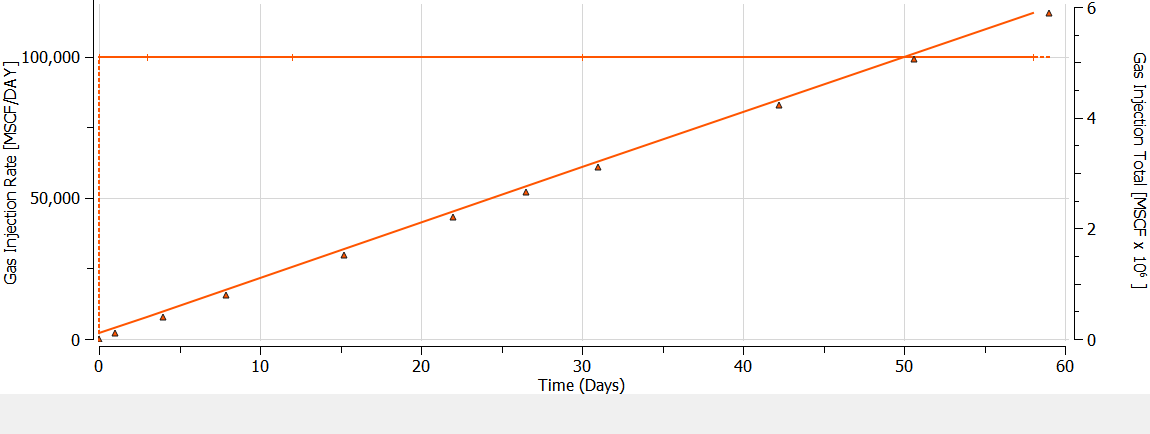 Gas Injection Rate [MSCF/DAY]
100,000
50,000
0
0 10 20 30 40 50 60
Time (Days)
6
4
2
0
Gas Injection Total [MSCF x 10⁶ ]